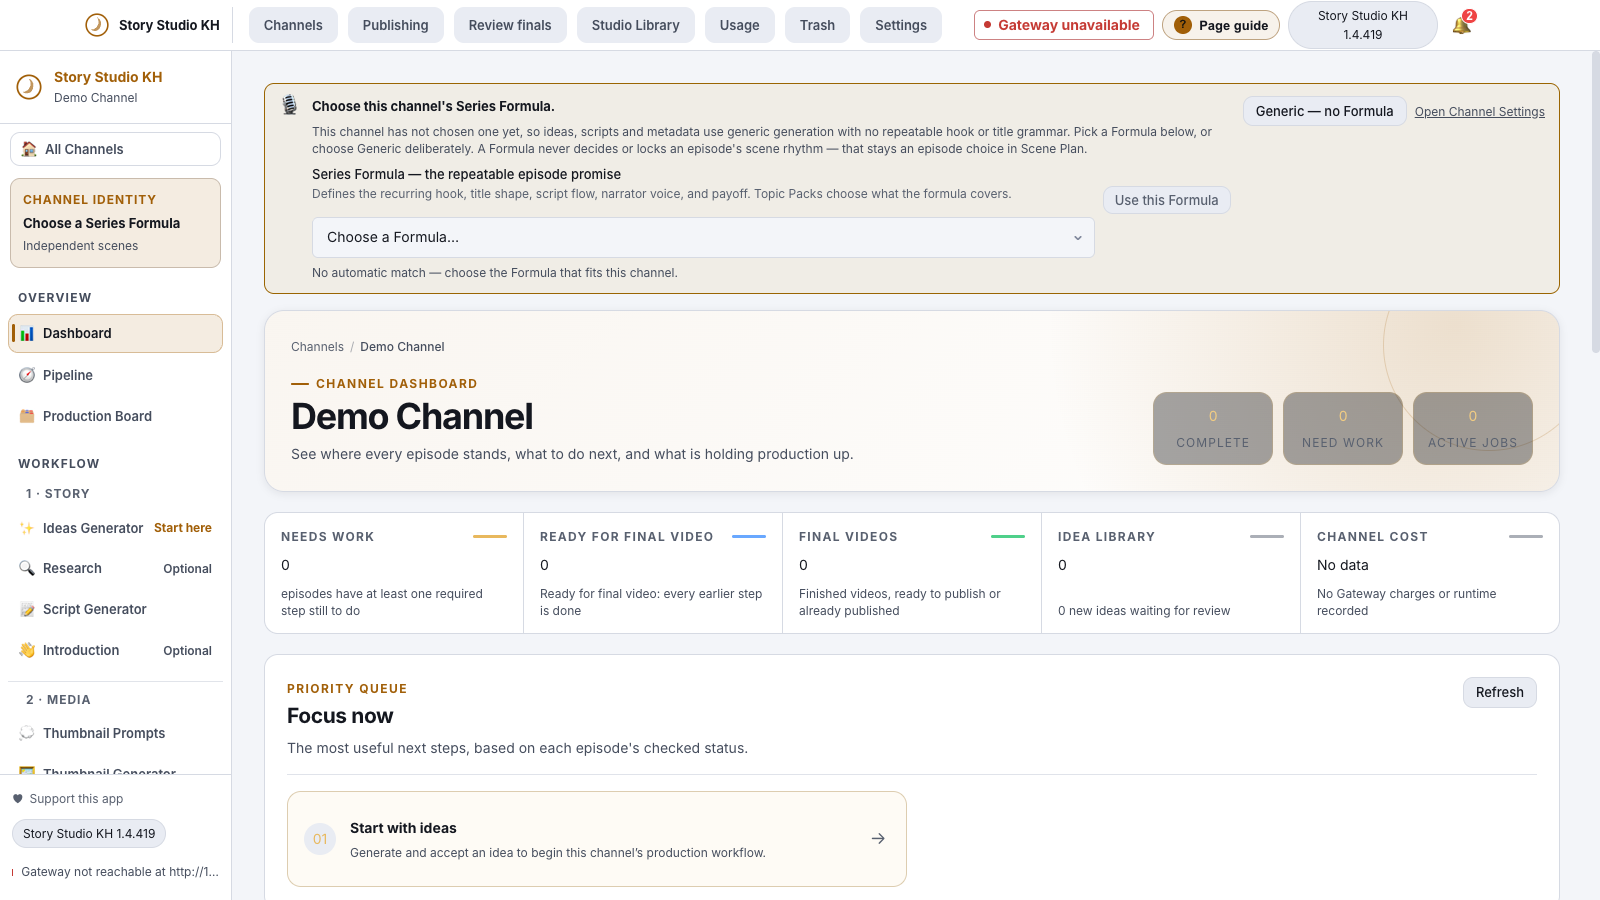 Story Studio KH
Channels
Publishing
Review finals
Studio Library
Usage
Trash
Settings
Gateway unavailable
? Page guide
Story Studio KH
1.4.419
2
Story Studio KH
Demo Channel
All Channels
CHANNEL IDENTITY
Choose a Series Formula
Independent scenes
OVERVIEW
Dashboard
Pipeline
Production Board
WORKFLOW
1 · STORY
Ideas Generator Start here
Research Optional
Script Generator
Introduction Optional
2 · MEDIA
Thumbnail Prompts
Thumbnail Generator
Support this app
Story Studio KH 1.4.419
Gateway not reachable at http://1...
Choose this channel's Series Formula.
This channel has not chosen one yet, so ideas, scripts and metadata use generic generation with no repeatable hook or title grammar. Pick a Formula below, or
choose Generic deliberately. A Formula never decides or locks an episode's scene rhythm — that stays an episode choice in Scene Plan.
Generic — no Formula
Open Channel Settings
Series Formula — the repeatable episode promise
Defines the recurring hook, title shape, script flow, narrator voice, and payoff. Topic Packs choose what the formula covers.
Use this Formula
Choose a Formula...
No automatic match — choose the Formula that fits this channel.
Channels / Demo Channel
CHANNEL DASHBOARD
Demo Channel
See where every episode stands, what to do next, and what is holding production up.
0
COMPLETE
0
NEED WORK
0
ACTIVE JOBS
NEEDS WORK
0
episodes have at least one required
step still to do
READY FOR FINAL VIDEO
0
Ready for final video: every earlier step
is done
FINAL VIDEOS
0
Finished videos, ready to publish or
already published
IDEA LIBRARY
0
0 new ideas waiting for review
CHANNEL COST
No data
No Gateway charges or runtime
recorded
PRIORITY QUEUE
Focus now
The most useful next steps, based on each episode's checked status.
Refresh
01
Start with ideas
Generate and accept an idea to begin this channel's production workflow.